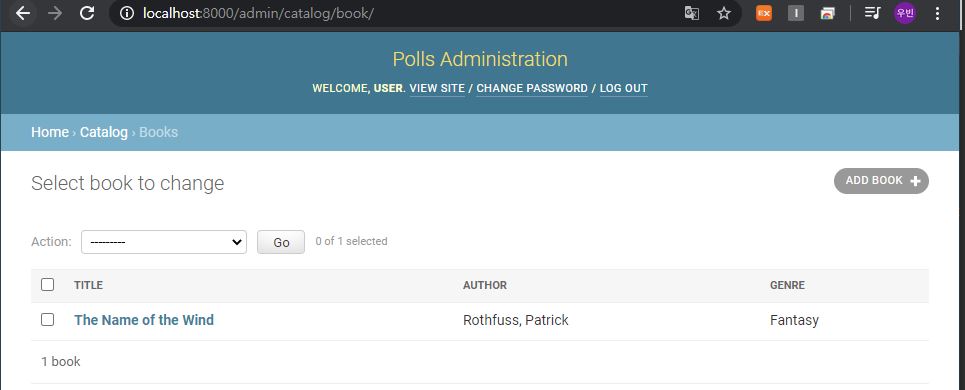 localhost:8000/admin/catalog/book/
EX
I
우빈
Polls Administration
WELCOME, USER. VIEW SITE / CHANGE PASSWORD / LOG OUT
Home › Catalog › Books
Select book to change
ADD BOOK +
Action: --------- Go 0 of 1 selected
TITLE AUTHOR GENRE
The Name of the Wind Rothfuss, Patrick Fantasy
1 book